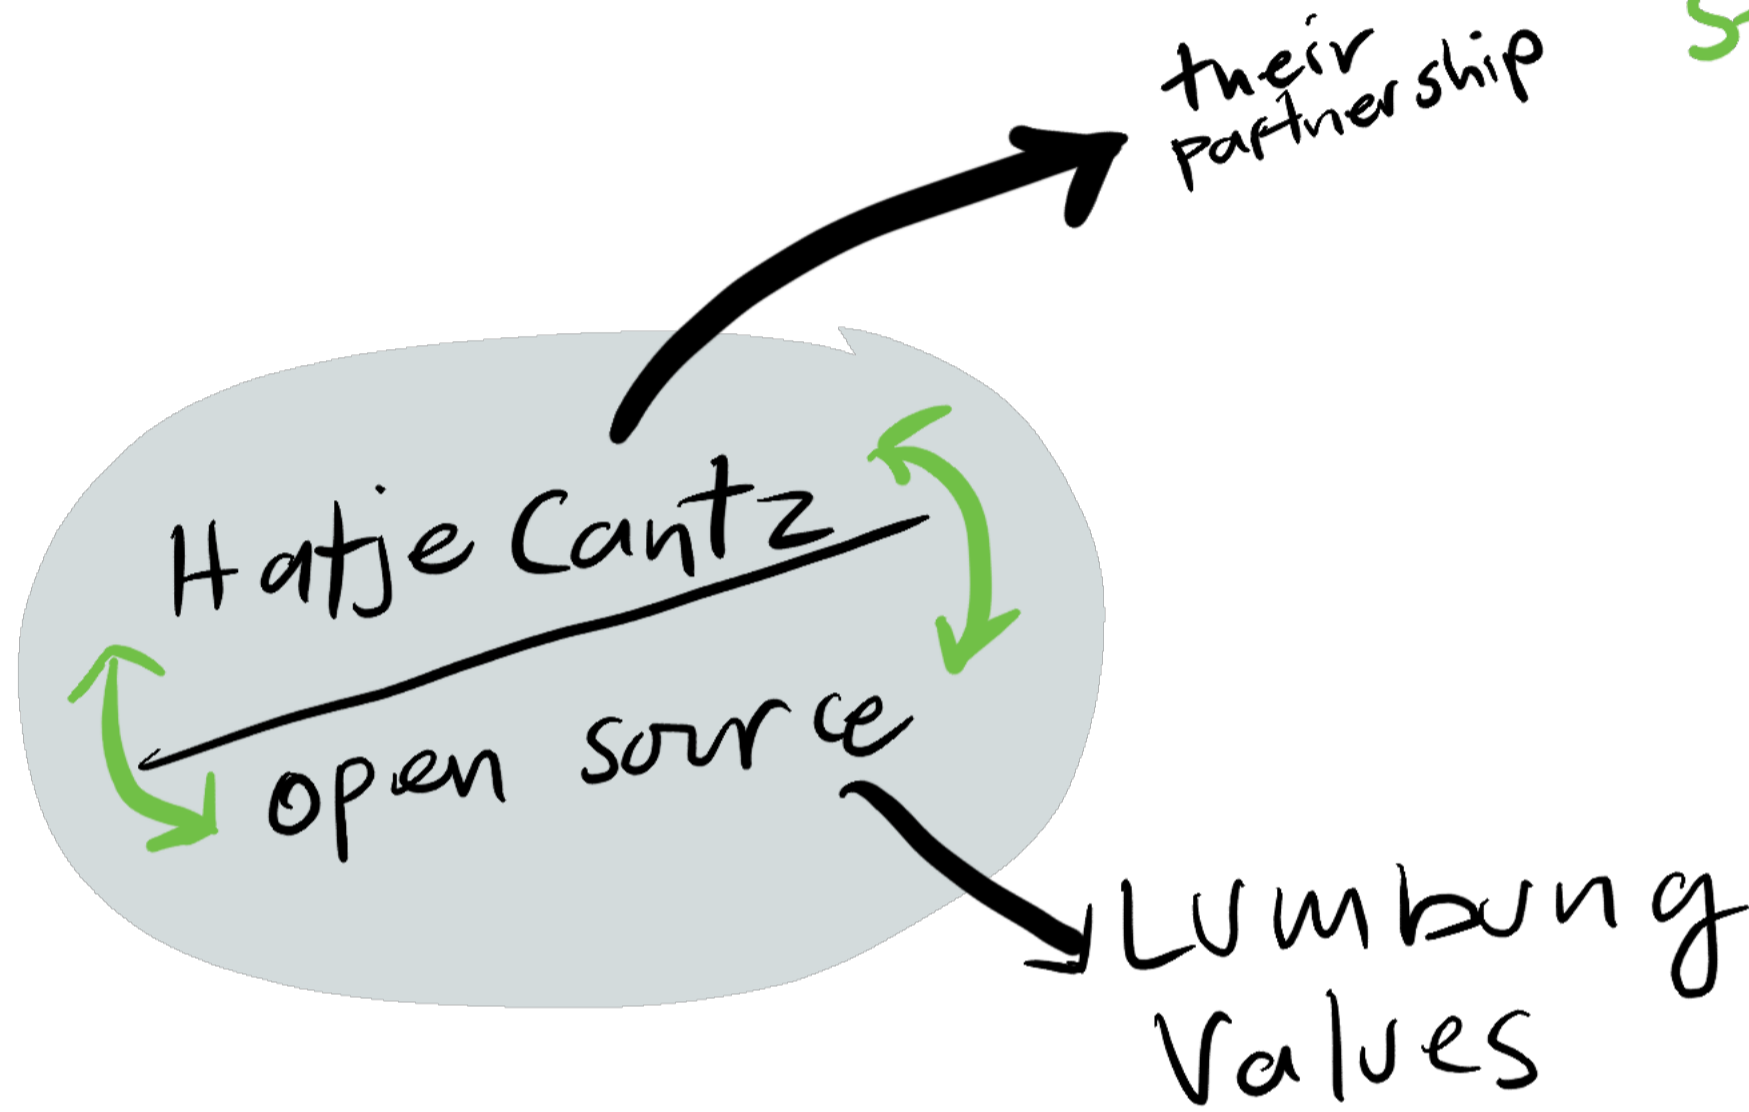 their
partnership
Hatje Cantz
open source
Lumbung
Values